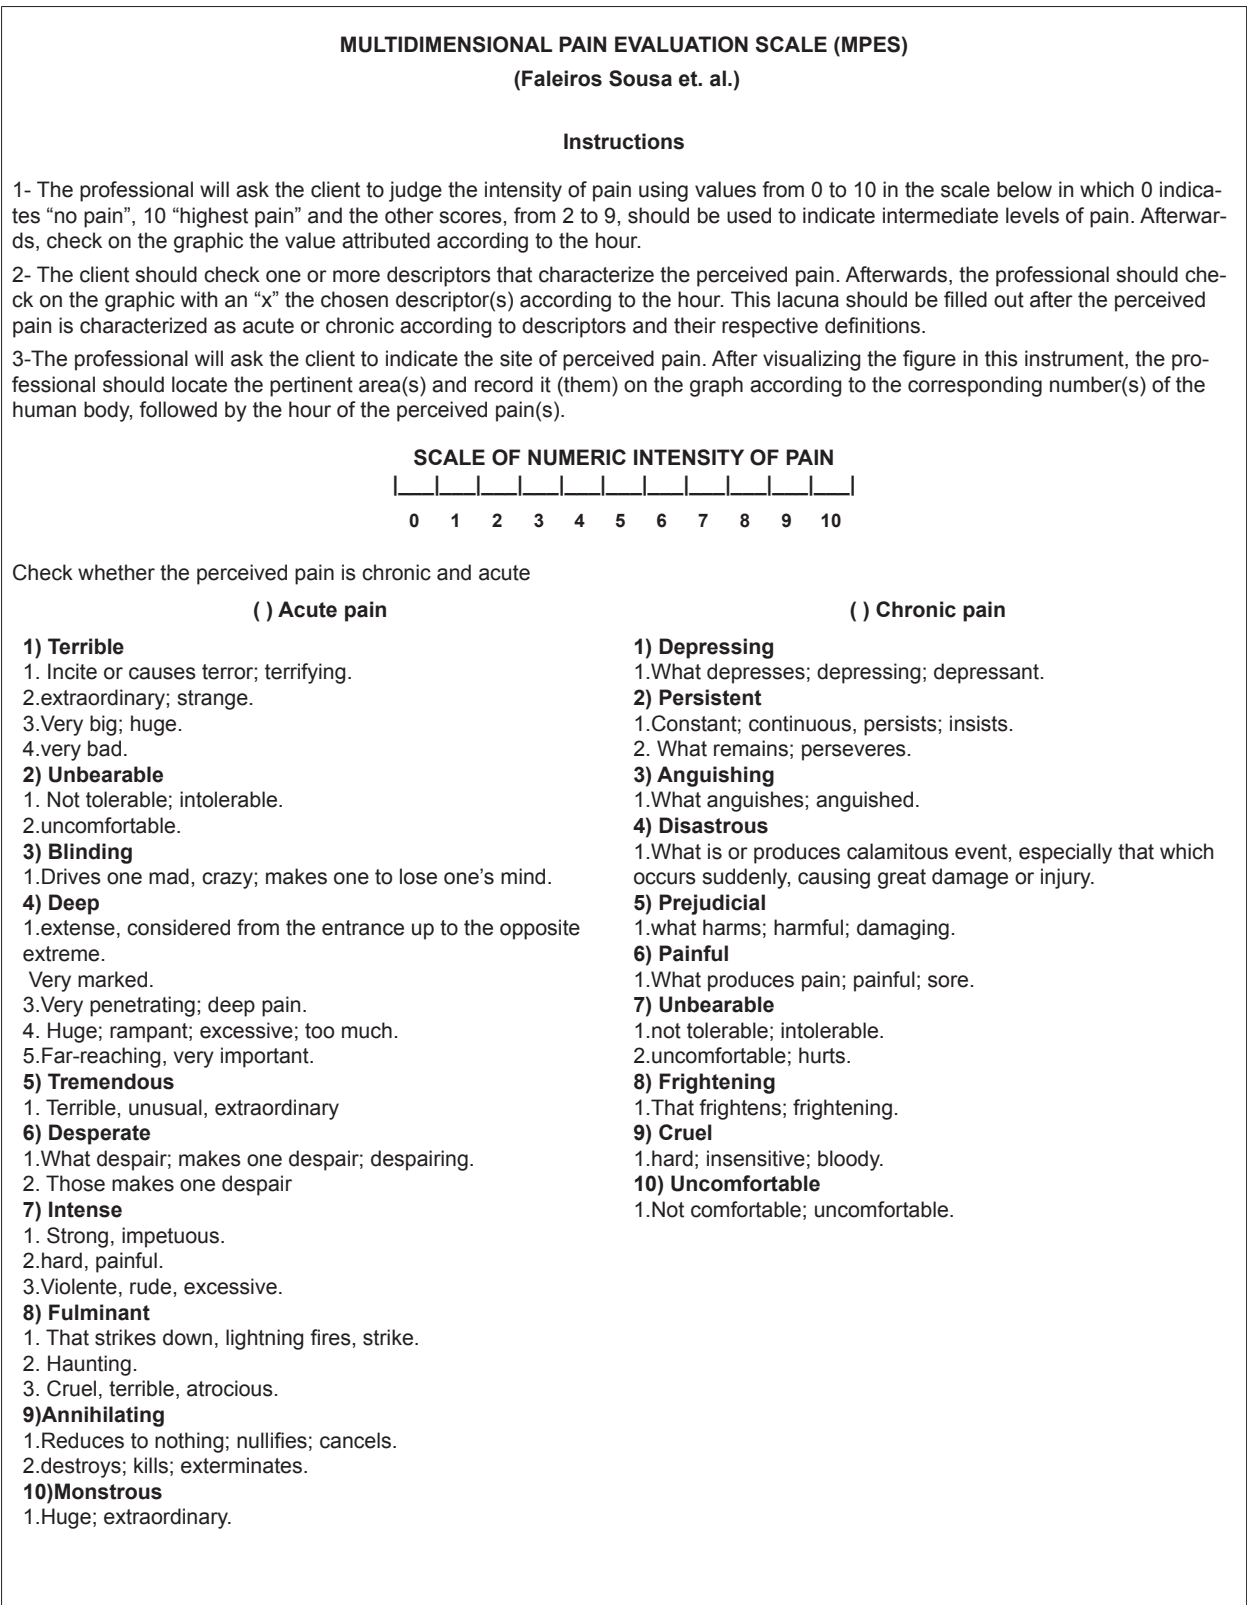 MULTIDIMENSIONAL PAIN EVALUATION SCALE (MPES)
(Faleiros Sousa et. al.)
Instructions
1- The professional will ask the client to judge the intensity of pain using values from 0 to 10 in the scale below in which 0 indica-
tes “no pain”, 10 “highest pain” and the other scores, from 2 to 9, should be used to indicate intermediate levels of pain. Afterwar-
ds, check on the graphic the value attributed according to the hour.
2- The client should check one or more descriptors that characterize the perceived pain. Afterwards, the professional should che-
ck on the graphic with an “x” the chosen descriptor(s) according to the hour. This lacuna should be filled out after the perceived
pain is characterized as acute or chronic according to descriptors and their respective definitions.
3-The professional will ask the client to indicate the site of perceived pain. After visualizing the figure in this instrument, the pro-
fessional should locate the pertinent area(s) and record it (them) on the graph according to the corresponding number(s) of the
human body, followed by the hour of the perceived pain(s).
SCALE OF NUMERIC INTENSITY OF PAIN
|___|___|___|___|___|___|___|___|___|___|___|
0 1 2 3 4 5 6 7 8 9 10
Check whether the perceived pain is chronic and acute
( ) Acute pain
1) Terrible
1. Incite or causes terror; terrifying.
2.extraordinary; strange.
3.Very big; huge.
4.very bad.
2) Unbearable
1. Not tolerable; intolerable.
2.uncomfortable.
3) Blinding
1.Drives one mad, crazy; makes one to lose one’s mind.
4) Deep
1.extense, considered from the entrance up to the opposite
extreme.
Very marked.
3.Very penetrating; deep pain.
4. Huge; rampant; excessive; too much.
5.Far-reaching, very important.
5) Tremendous
1. Terrible, unusual, extraordinary
6) Desperate
1.What despair; makes one despair; despairing.
2. Those makes one despair
7) Intense
1. Strong, impetuous.
2.hard, painful.
3.Violente, rude, excessive.
8) Fulminant
1. That strikes down, lightning fires, strike.
2. Haunting.
3. Cruel, terrible, atrocious.
9)Annihilating
1.Reduces to nothing; nullifies; cancels.
2.destroys; kills; exterminates.
10)Monstrous
1.Huge; extraordinary.
( ) Chronic pain
1) Depressing
1.What depresses; depressing; depressant.
2) Persistent
1.Constant; continuous, persists; insists.
2. What remains; perseveres.
3) Anguishing
1.What anguishes; anguished.
4) Disastrous
1.What is or produces calamitous event, especially that which
occurs suddenly, causing great damage or injury.
5) Prejudicial
1.what harms; harmful; damaging.
6) Painful
1.What produces pain; painful; sore.
7) Unbearable
1.not tolerable; intolerable.
2.uncomfortable; hurts.
8) Frightening
1.That frightens; frightening.
9) Cruel
1.hard; insensitive; bloody.
10) Uncomfortable
1.Not comfortable; uncomfortable.